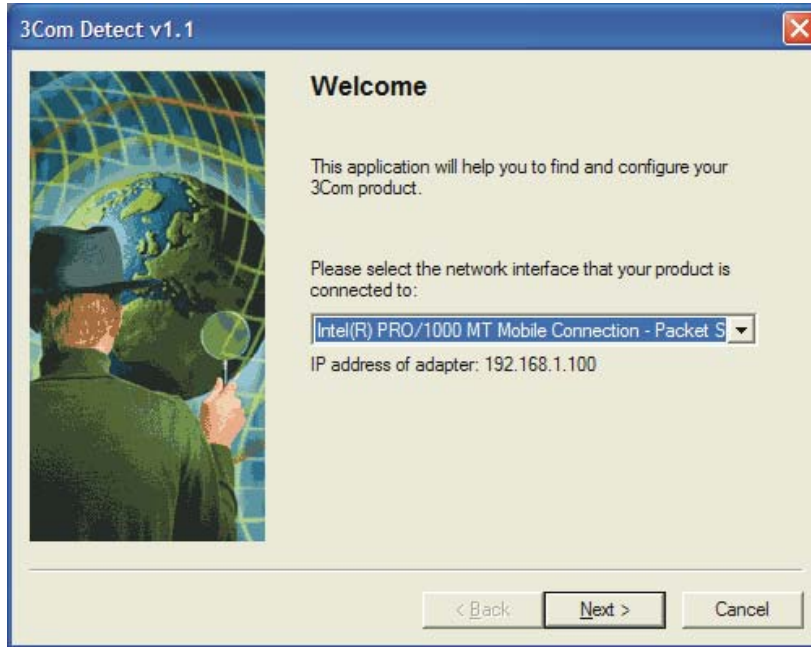 3Com Detect v1.1
Welcome
This application will help you to find and configure your
3Com product.
Please select the network interface that your product is
connected to:
Intel(R) PRO/1000 MT Mobile Connection - Packet S
IP address of adapter: 192.168.1.100
< Back
Next >
Cancel